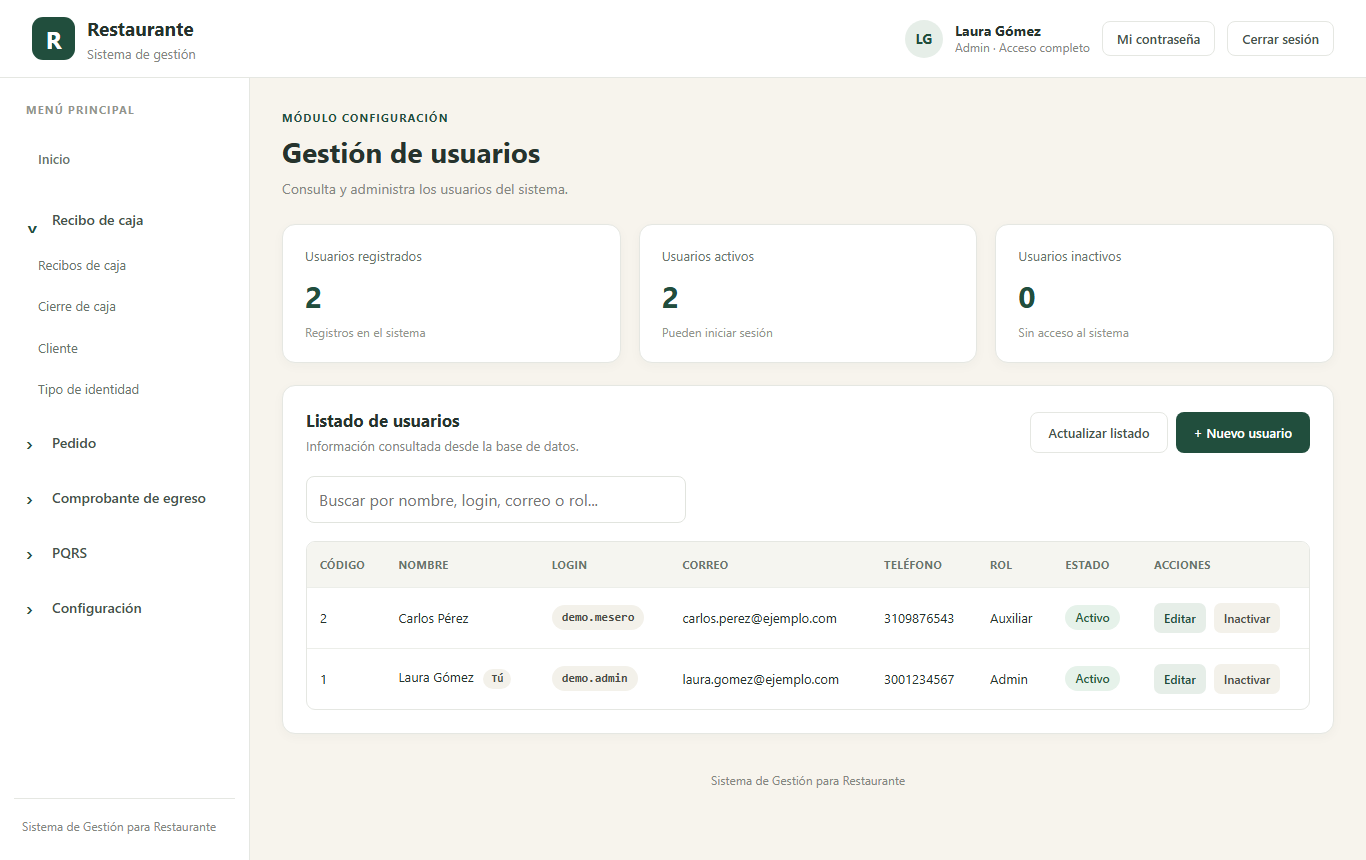 R
Restaurante
Sistema de gestión
LG
Laura Gómez
Admin · Acceso completo
Mi contraseña
Cerrar sesión
MENÚ PRINCIPAL
Inicio
v Recibo de caja
Recibos de caja
Cierre de caja
Cliente
Tipo de identidad
› Pedido
› Comprobante de egreso
› PQRS
› Configuración
Sistema de Gestión para Restaurante
MÓDULO CONFIGURACIÓN
Gestión de usuarios
Consulta y administra los usuarios del sistema.
Usuarios registrados
2
Registros en el sistema
Usuarios activos
2
Pueden iniciar sesión
Usuarios inactivos
0
Sin acceso al sistema
Listado de usuarios
Información consultada desde la base de datos.
Actualizar listado
+ Nuevo usuario
Buscar por nombre, login, correo o rol...
CÓDIGO NOMBRE LOGIN CORREO TELÉFONO ROL ESTADO ACCIONES
2 Carlos Pérez demo.mesero carlos.perez@ejemplo.com 3109876543 Auxiliar Activo Editar Inactivar
1 Laura Gómez Tú demo.admin laura.gomez@ejemplo.com 3001234567 Admin Activo Editar Inactivar
Sistema de Gestión para Restaurante